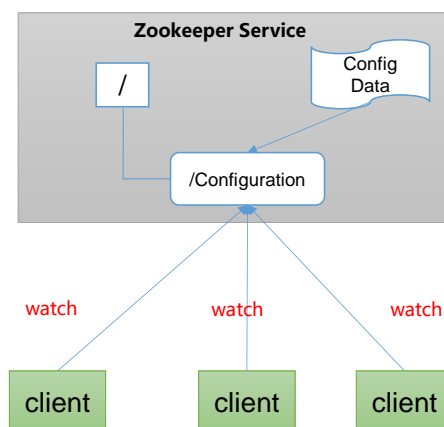 Zookeeper Service
/
Config
Data
/Configuration
watch
watch
watch
client
client
client